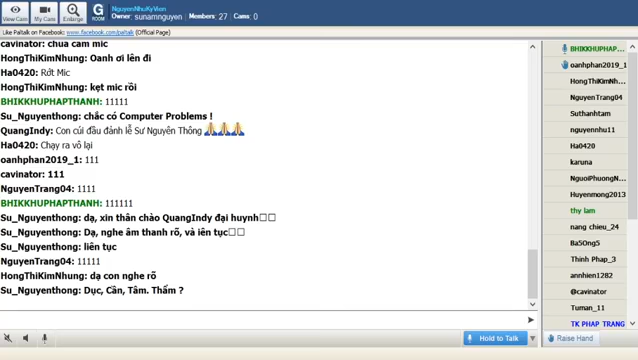 NguyenNhuKyVien
Owner: sunamnguyen | Members: 27 Cams: 0
View Cam
My Cam
Enlarge
G
ROOM
Like Paltalk on Facebook: www.facebook.com/paltalk (Official Page)
cavinator: chua cam mic
HongThiKimNhung: Oanh ơi lên đi
Ha0420: Rớt Mic
HongThiKimNhung: kẹt mic rồi
BHIKKHUPHAPTHANH: 11111
Su_Nguyenthong: chắc có Computer Problems !
QuangIndy: Con cúi đầu đảnh lễ Sư Nguyên Thông
Ha0420: Chạy ra vô lại
oanhphan2019_1: 111
cavinator: 111
NguyenTrang04: 1111
BHIKKHUPHAPTHANH: 111111
Su_Nguyenthong: dạ, xin thân chào QuangIndy đại huynh
Su_Nguyenthong: Dạ, nghe âm thanh rõ, và iên tục
Su_Nguyenthong: liên tục
NguyenTrang04: 11111
HongThiKimNhung: dạ con nghe rõ
Su_Nguyenthong: Dục, Cần, Tâm. Thẩm ?
BHIKKHUPHAP...
oanhphan2019_1
HongThiKimNh...
NguyenTrang04
Suthanhtam
nguyennhu11
Ha0420
karuna
NguoiPhuongN...
Huyenmong2013
thy lam
nang chieu_24
Ba5Ong5
Thinh Phap_3
annhien1282
@cavinator
Tuman_11
TK PHAP TRANG
Hold to Talk
Raise Hand